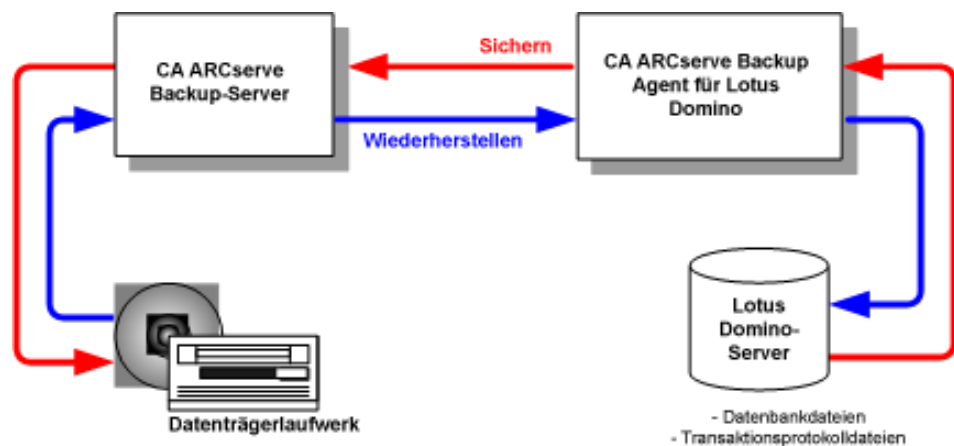 CA ARCserve
Backup-Server
Sichern
Wiederherstellen
CA ARCserve Backup
Agent für Lotus
Domino
Datenträgerlaufwerk
Lotus
Domino-
Server
- Datenbankdateien
- Transaktionsprotokolldateien